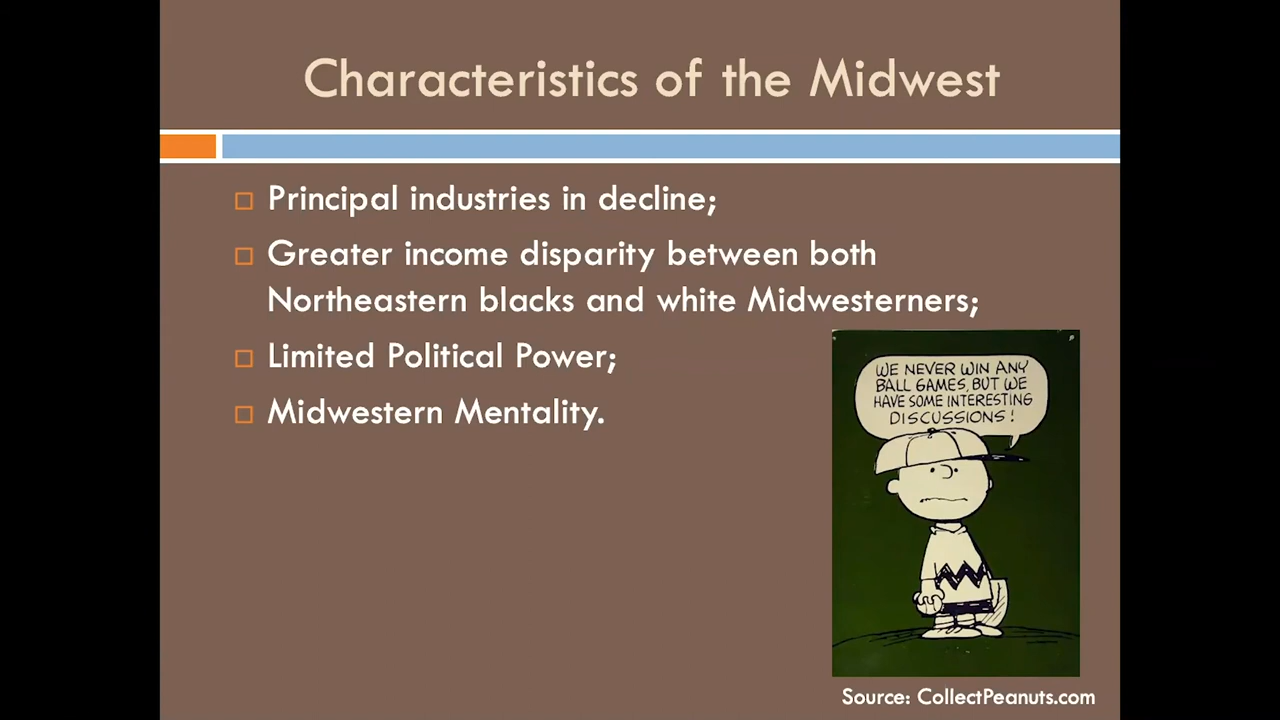 Characteristics of the Midwest
Principal industries in decline;
Greater income disparity between both
Northeastern blacks and white Midwesterners;
Limited Political Power;
Midwestern Mentality.
WE NEVER WIN ANY
BALL GAMES, BUT WE
HAVE SOME INTERESTING
DISCUSSIONS!
Source: CollectPeanuts.com